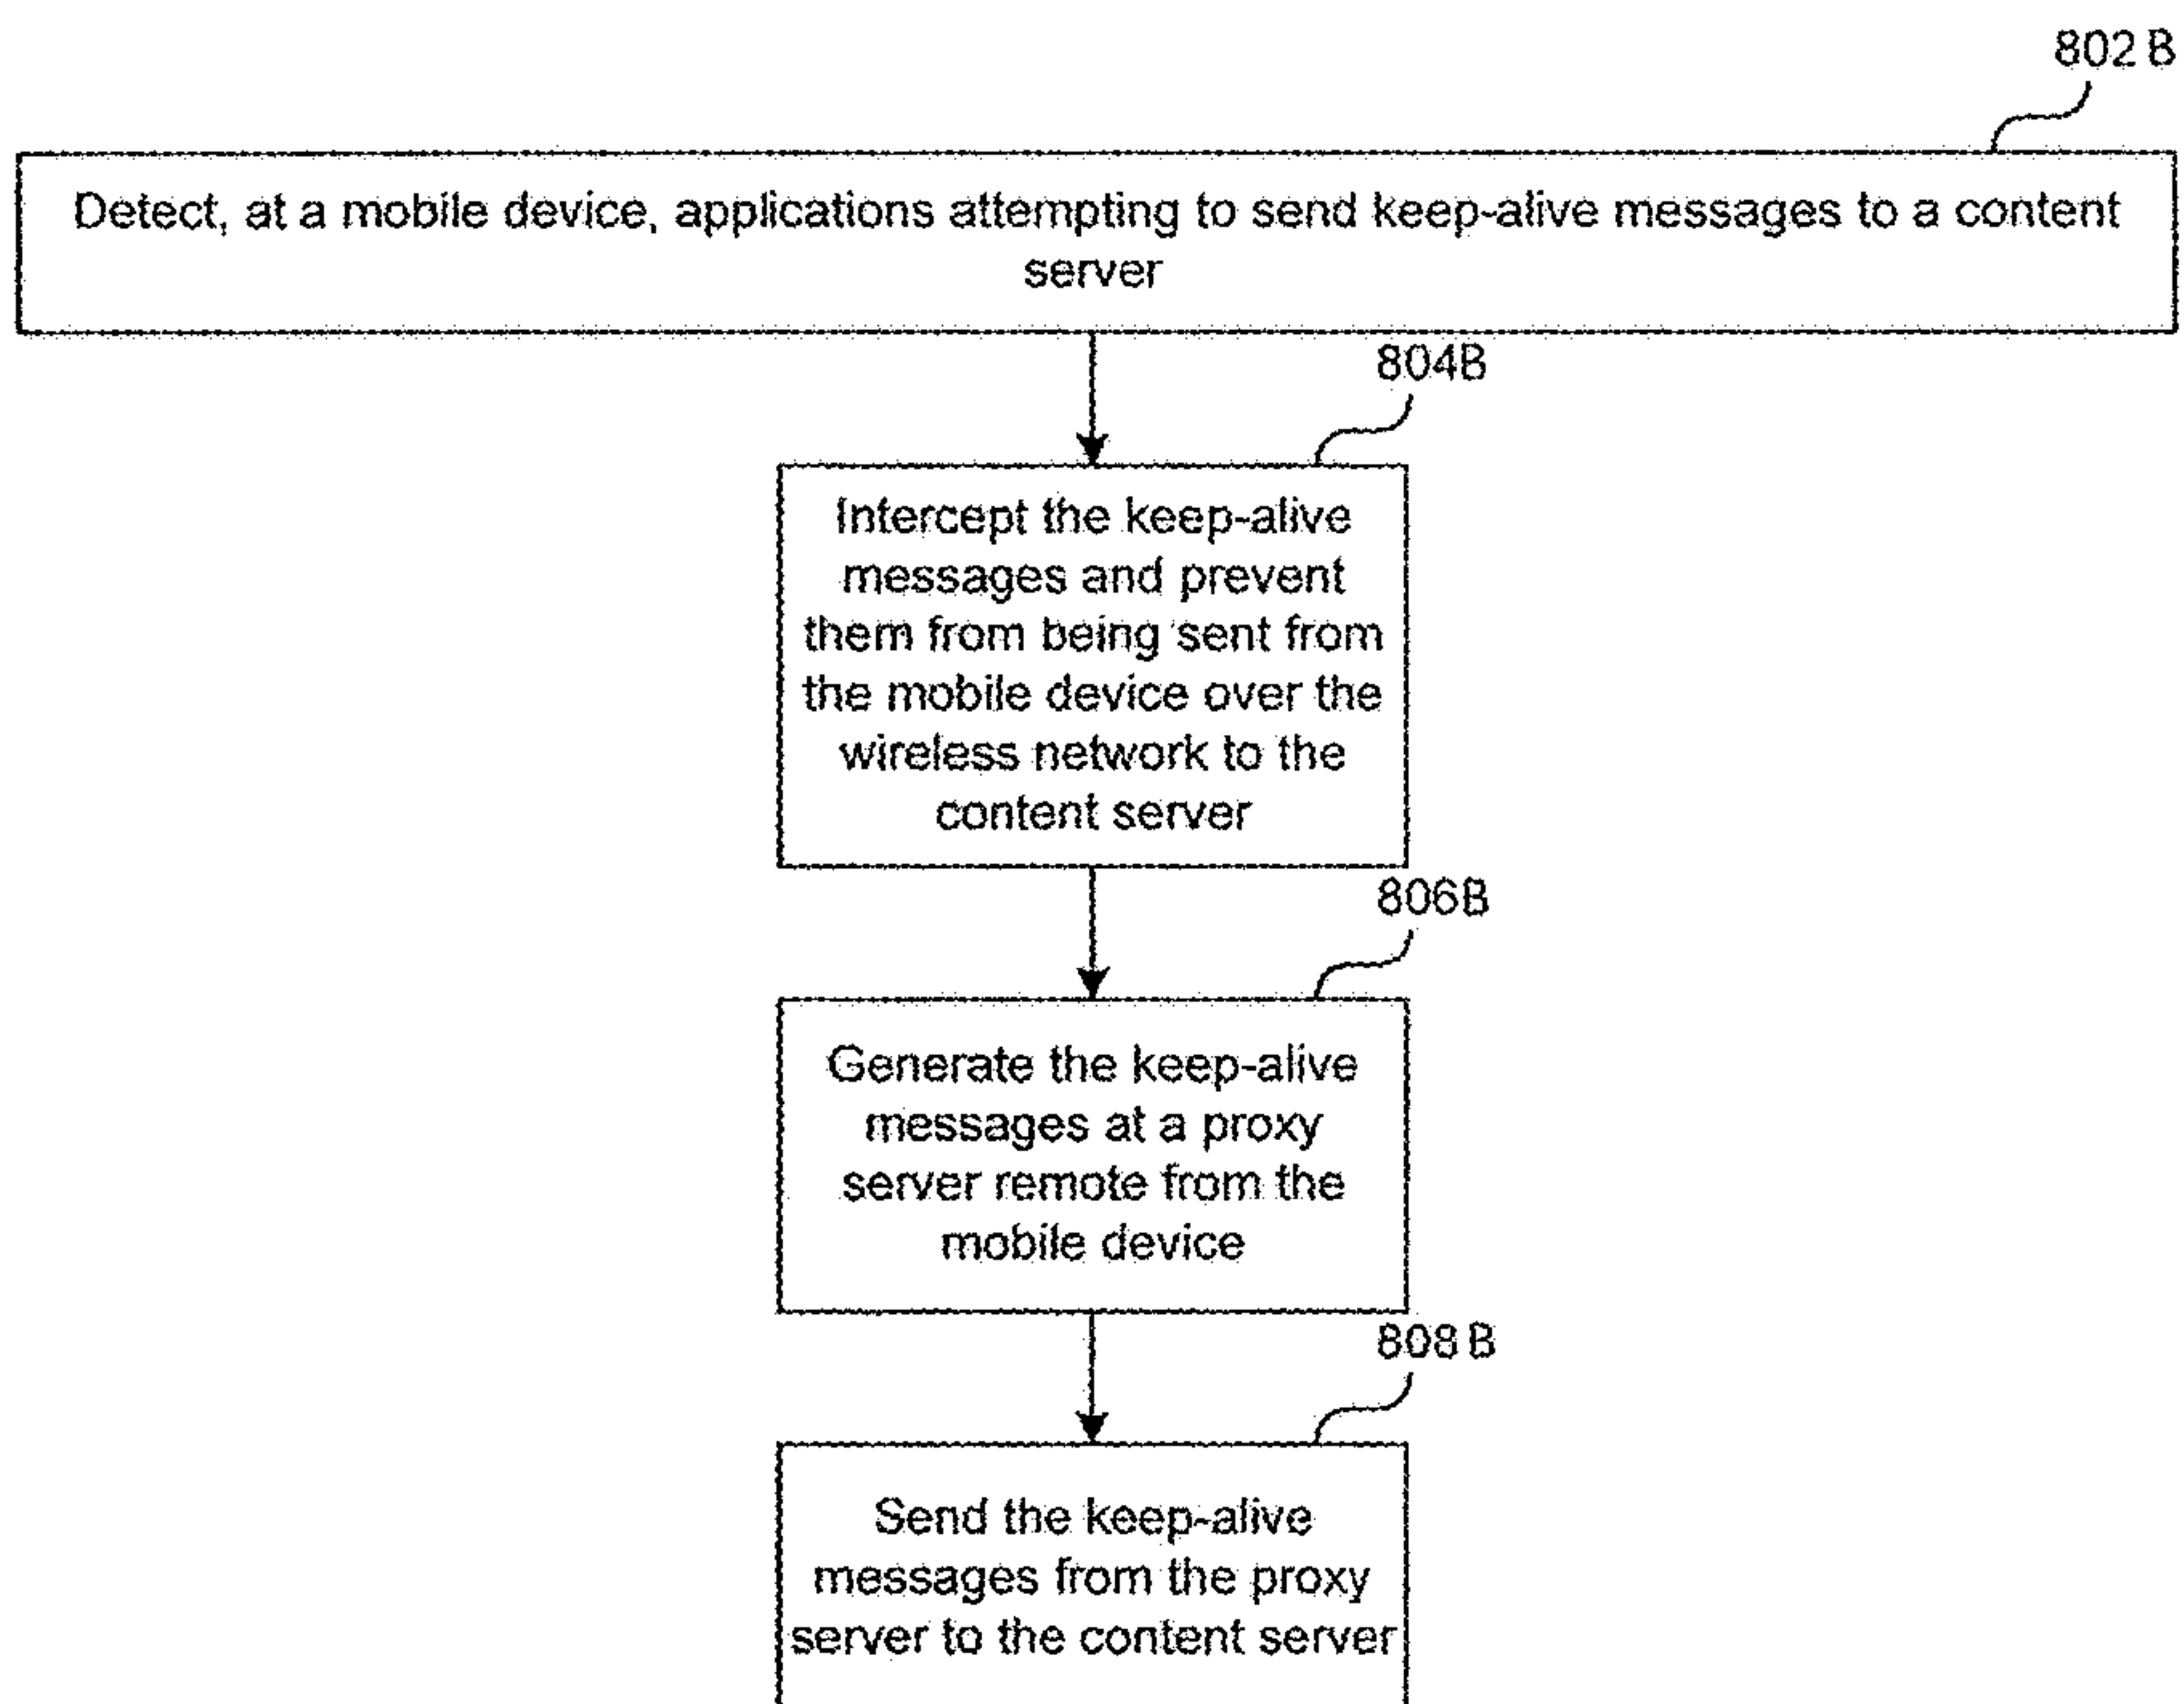 802 B
Detect, at a mobile device, applications attempting to send keep-alive messages to a content
server
804B
Intercept the keep-alive
messages and prevent
them from being sent from
the mobile device over the
wireless network to the
content server
806B
Generate the keep-alive
messages at a proxy
server remote from the
mobile device
808 B
Send the keep-alive
messages from the proxy
server to the content server